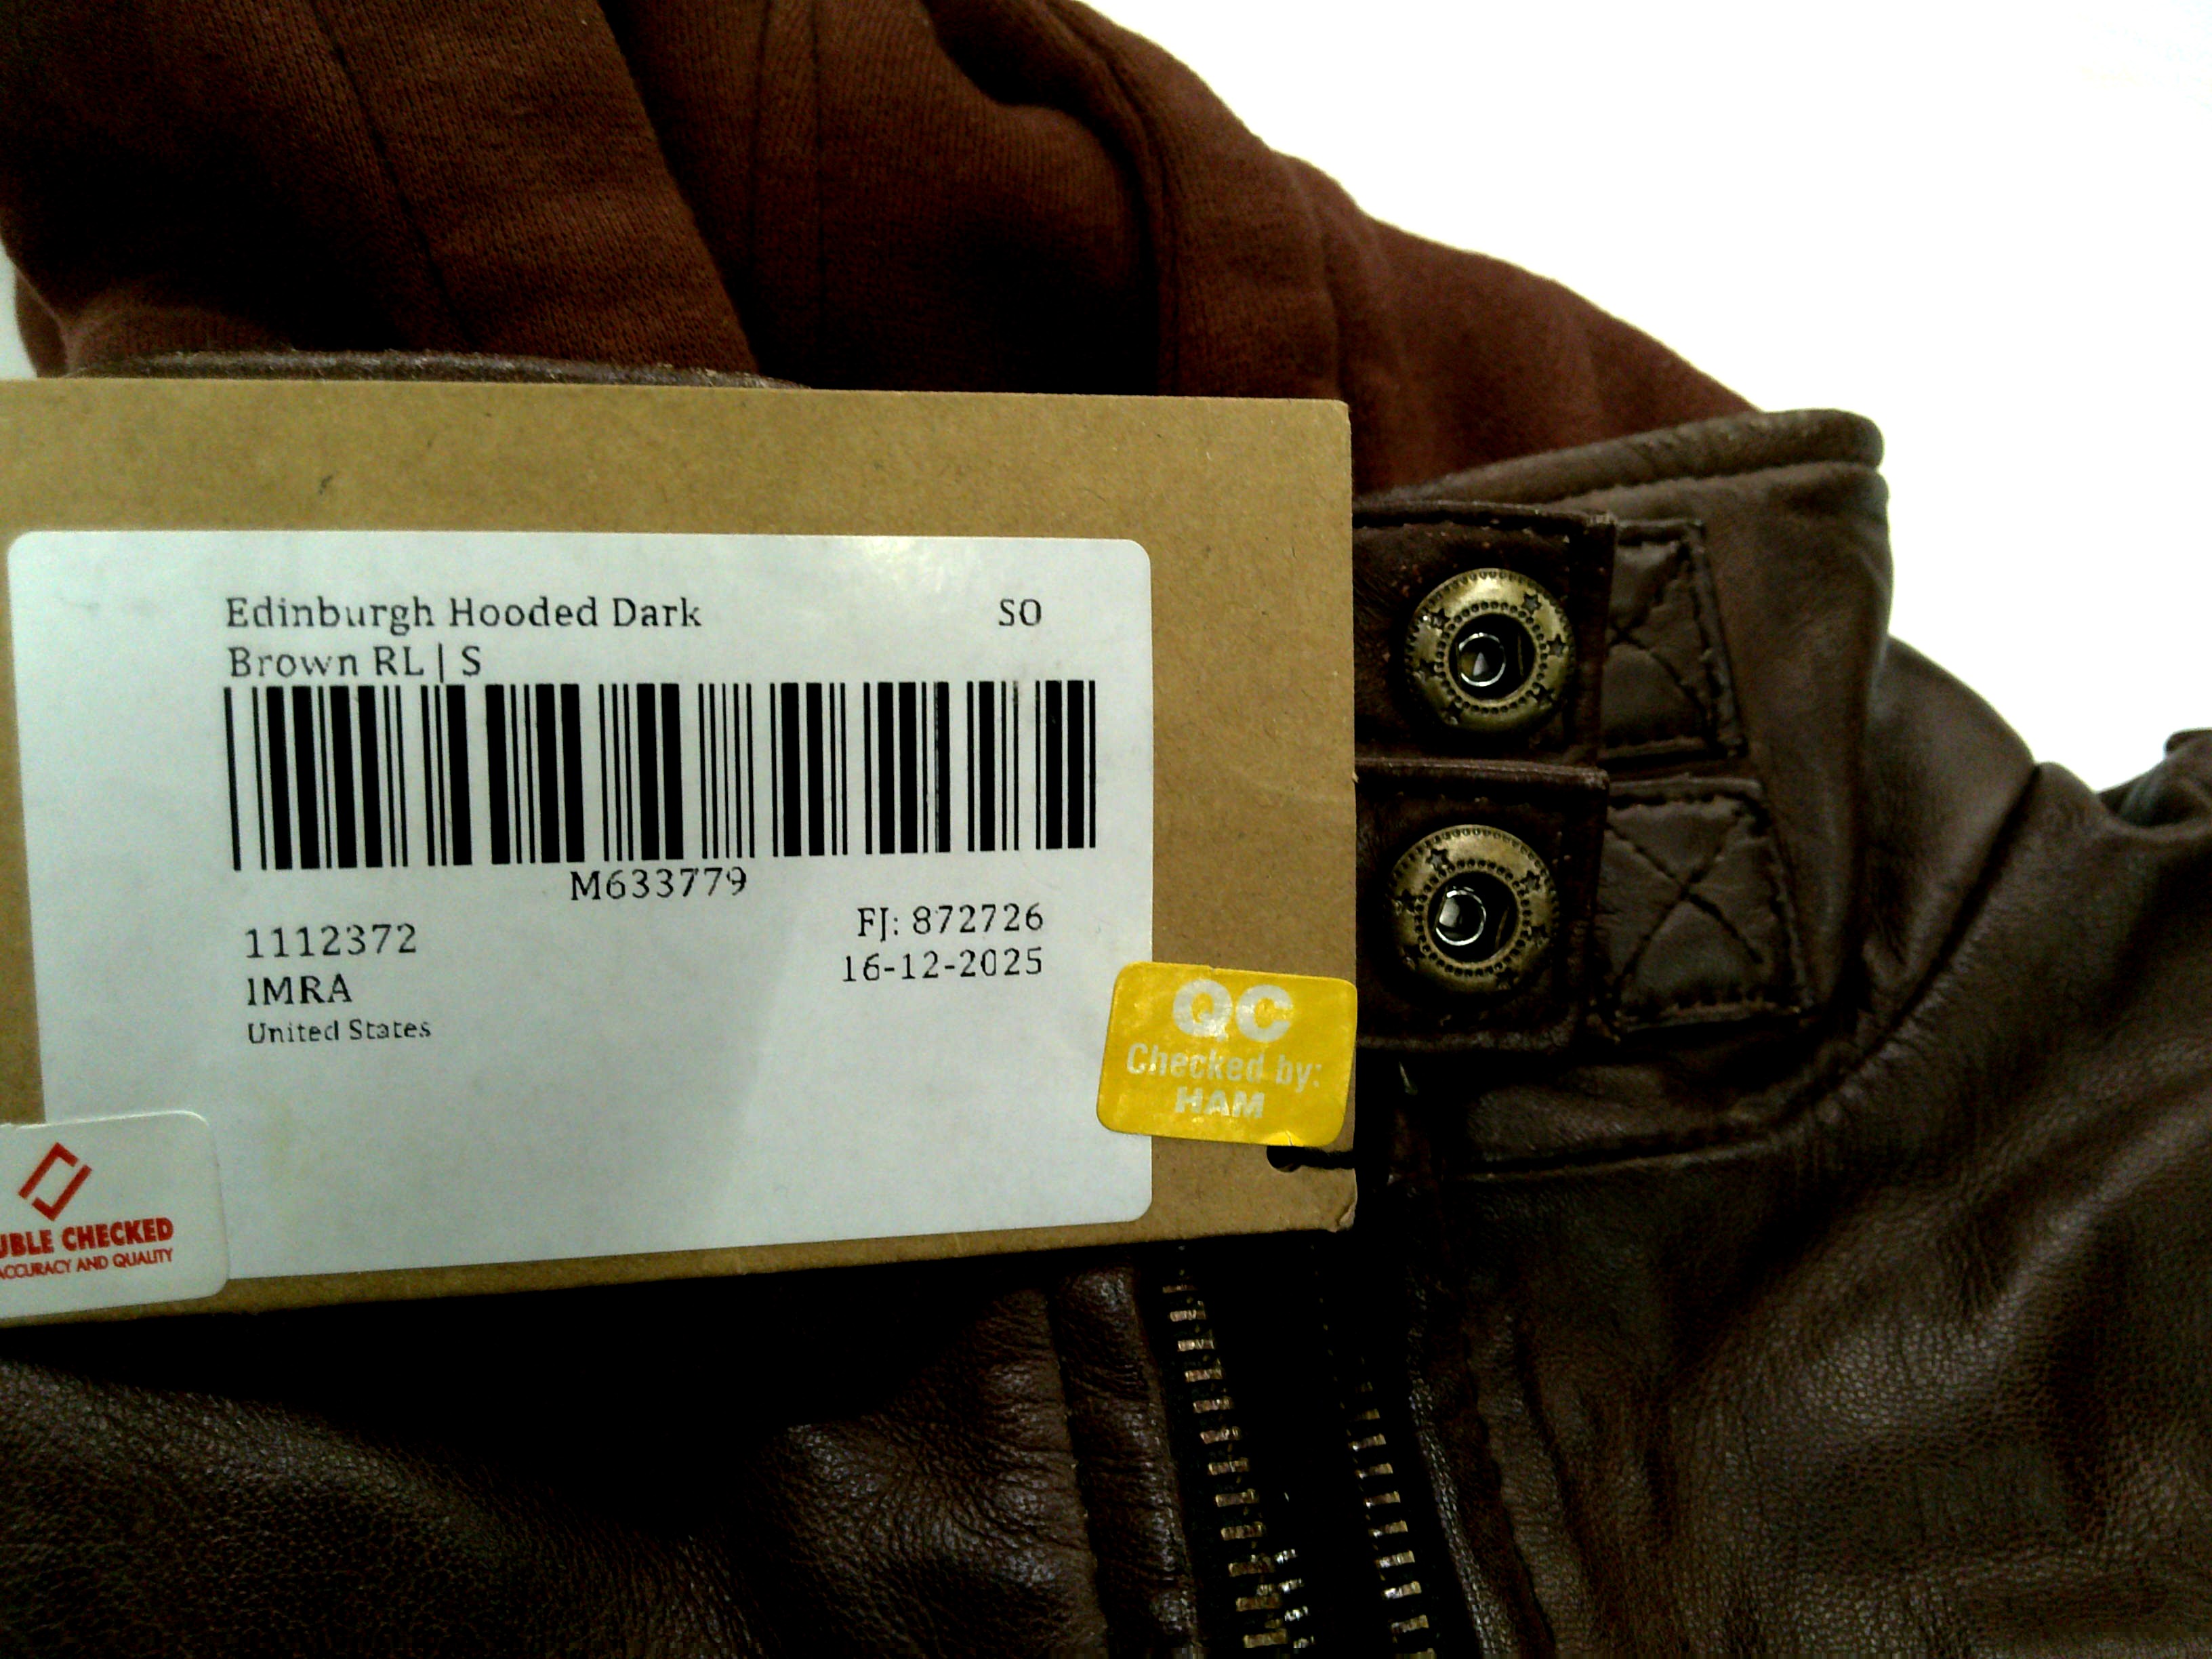 Edinburgh Hooded Dark SO
Brown RL | S
M633779
1112372 FJ: 872726
IMRA 16-12-2025
United States
QC
Checked by:
HAM
UBLE CHECKED
ACCURACY AND QUALITY